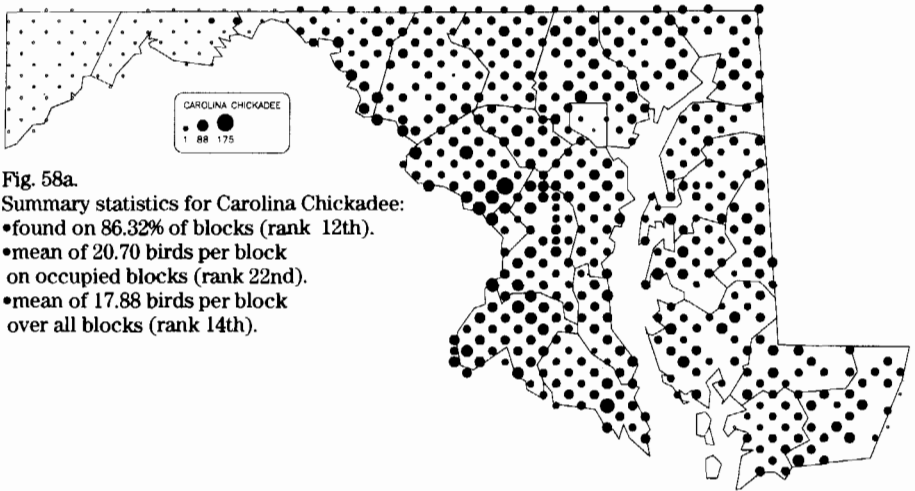 CAROLINA CHICKADEE
1 88 175
Fig. 58a.
Summary statistics for Carolina Chickadee:
•found on 86.32% of blocks (rank 12th).
•mean of 20.70 birds per block
on occupied blocks (rank 22nd).
•mean of 17.88 birds per block
over all blocks (rank 14th).